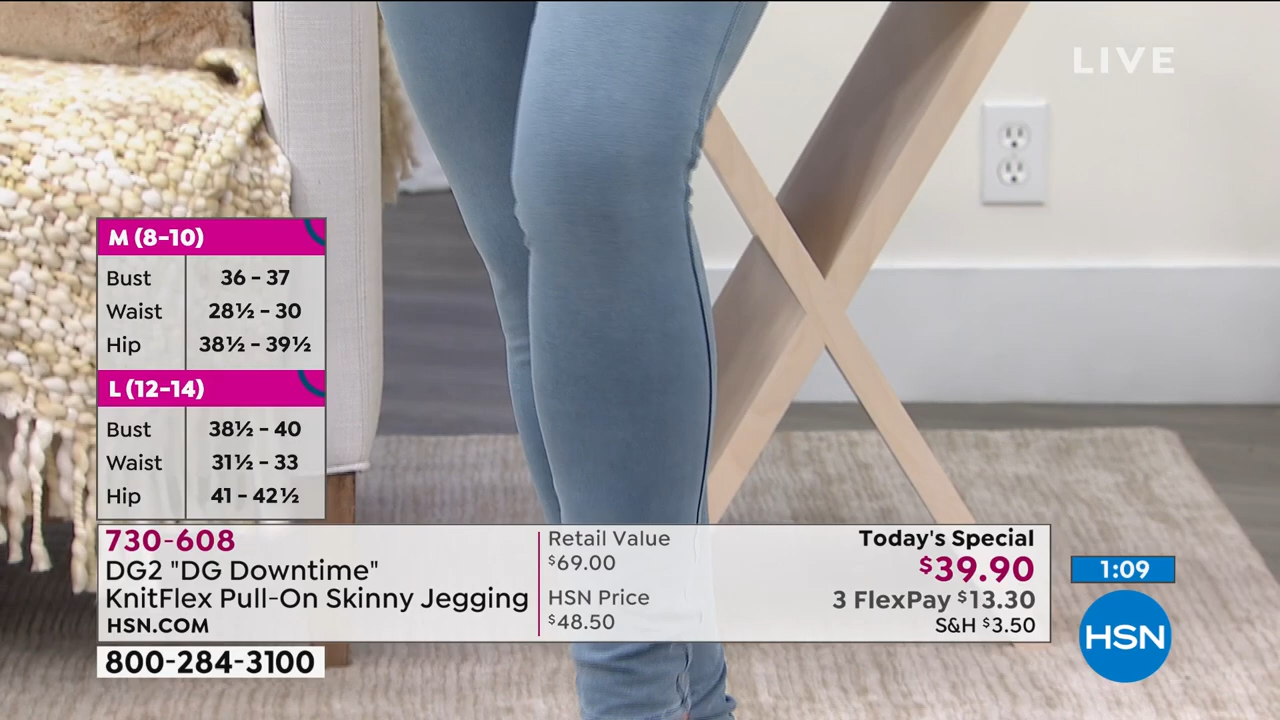 LIVE
M (8-10)
Bust 36 - 37
Waist 28½ - 30
Hip 38½ - 39½
L (12-14)
Bust 38½ - 40
Waist 31½ - 33
Hip 41 - 42½
730-608
DG2 "DG Downtime"
KnitFlex Pull-On Skinny Jegging
HSN.COM
Retail Value
$69.00
HSN Price
$48.50
Today's Special
$39.90
3 FlexPay $13.30
S&H $3.50
1:09
HSN
800-284-3100